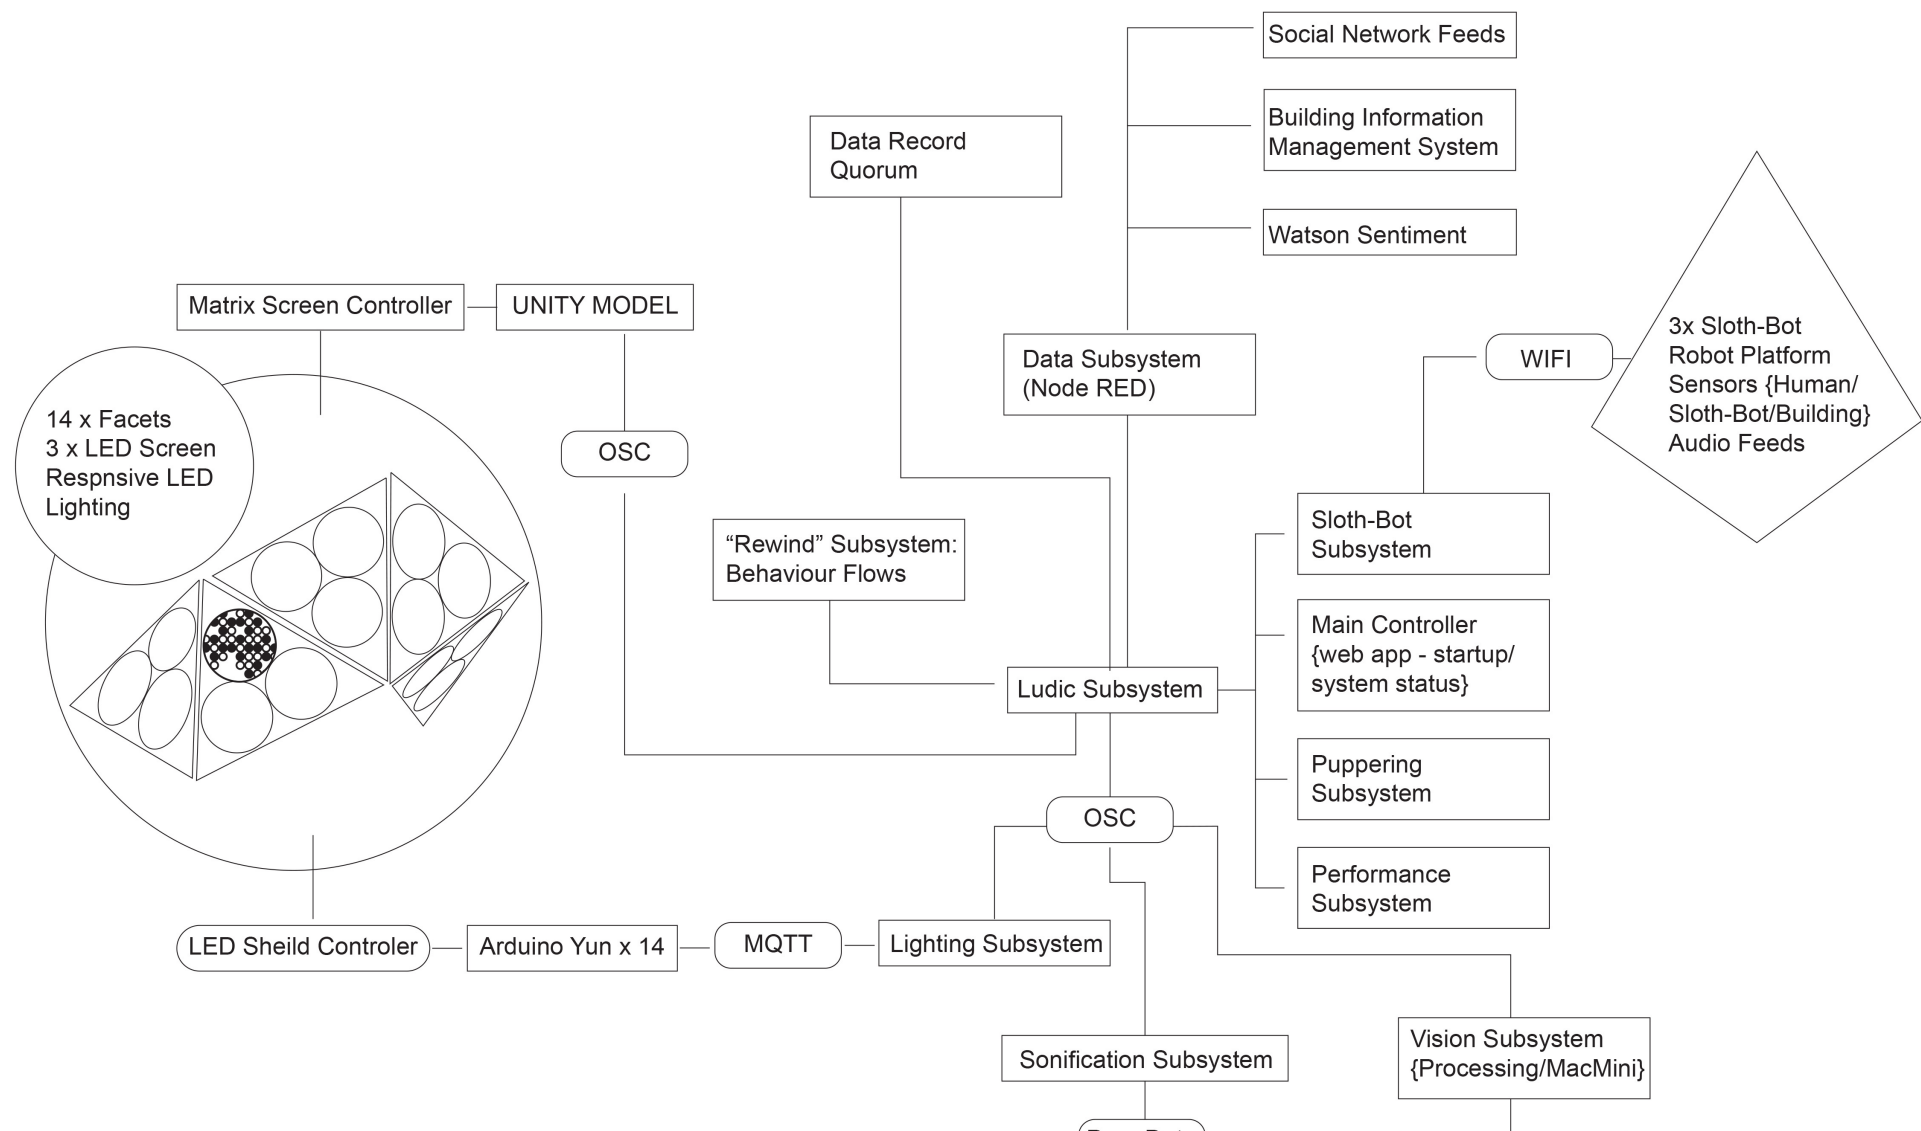 Social Network Feeds
Building Information
Management System
Data Record
Quorum
Watson Sentiment
Matrix Screen Controller
UNITY MODEL
3x Sloth-Bot
Robot Platform
Sensors {Human/
Sloth-Bot/Building}
Audio Feeds
Data Subsystem
(Node RED)
WIFI
14 x Facets
3 x LED Screen
Respnsive LED
Lighting
OSC
Sloth-Bot
Subsystem
“Rewind” Subsystem:
Behaviour Flows
Main Controller
{web app - startup/
system status}
Ludic Subsystem
Puppering
Subsystem
OSC
Performance
Subsystem
LED Sheild Controler
Arduino Yun x 14
MQTT
Lighting Subsystem
Sonification Subsystem
Vision Subsystem
{Processing/MacMini}